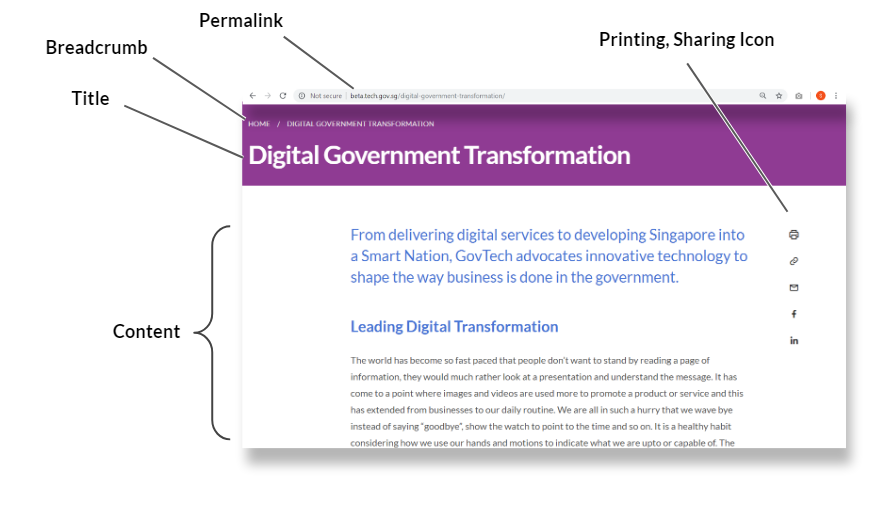 Permalink
Breadcrumb
Printing, Sharing Icon
Title
Not secure | beta.tech.gov.sg/digital-government-transformation/
HOME / DIGITAL GOVERNMENT TRANSFORMATION
Digital Government Transformation
From delivering digital services to developing Singapore into
a Smart Nation, GovTech advocates innovative technology to
shape the way business is done in the government.
Content
Leading Digital Transformation
The world has become so fast paced that people don't want to stand by reading a page of
information, they would much rather look at a presentation and understand the message. It has
come to a point where images and videos are used more to promote a product or service and this
has extended from businesses to our daily routine. We are all in such a hurry that we wave bye
instead of saying "goodbye", show the watch to point to the time and so on. It is a healthy habit
considering how we use our hands and motions to indicate what we are upto or capable of. The